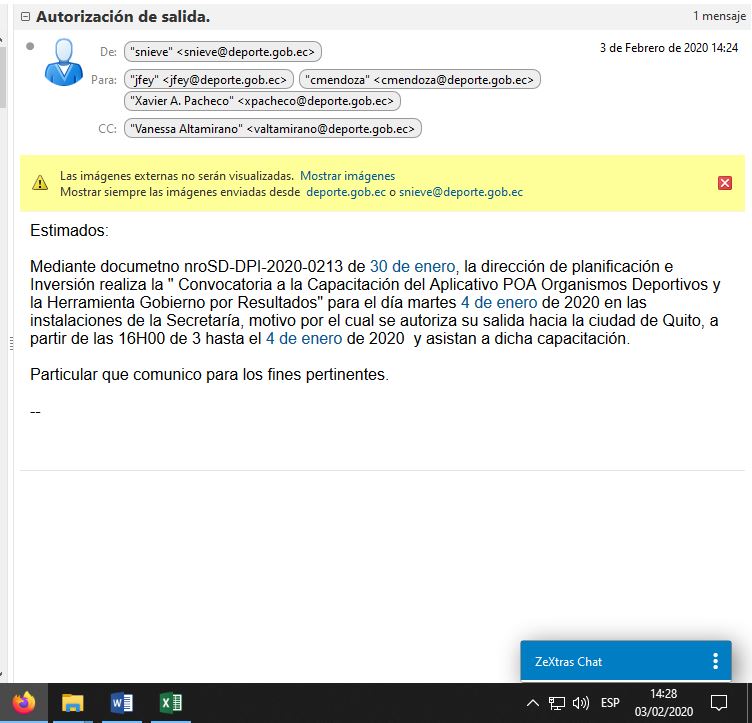 Autorización de salida.
1 mensaje
De: "snieve" <snieve@deporte.gob.ec>
3 de Febrero de 2020 14:24
Para: "jfey" <jfey@deporte.gob.ec> "cmendoza" <cmendoza@deporte.gob.ec>
"Xavier A. Pacheco" <xpacheco@deporte.gob.ec>
CC: "Vanessa Altamirano" <valtamirano@deporte.gob.ec>
Las imágenes externas no serán visualizadas. Mostrar imágenes
Mostrar siempre las imágenes enviadas desde deporte.gob.ec o snieve@deporte.gob.ec
Estimados:
Mediante documetno nroSD-DPI-2020-0213 de 30 de enero, la dirección de planificación e
Inversión realiza la " Convocatoria a la Capacitación del Aplicativo POA Organismos Deportivos y
la Herramienta Gobierno por Resultados" para el día martes 4 de enero de 2020 en las
instalaciones de la Secretaría, motivo por el cual se autoriza su salida hacia la ciudad de Quito, a
partir de las 16H00 de 3 hasta el 4 de enero de 2020 y asistan a dicha capacitación.
Particular que comunico para los fines pertinentes.
--
ZeXtras Chat
ESP
14:28
03/02/2020